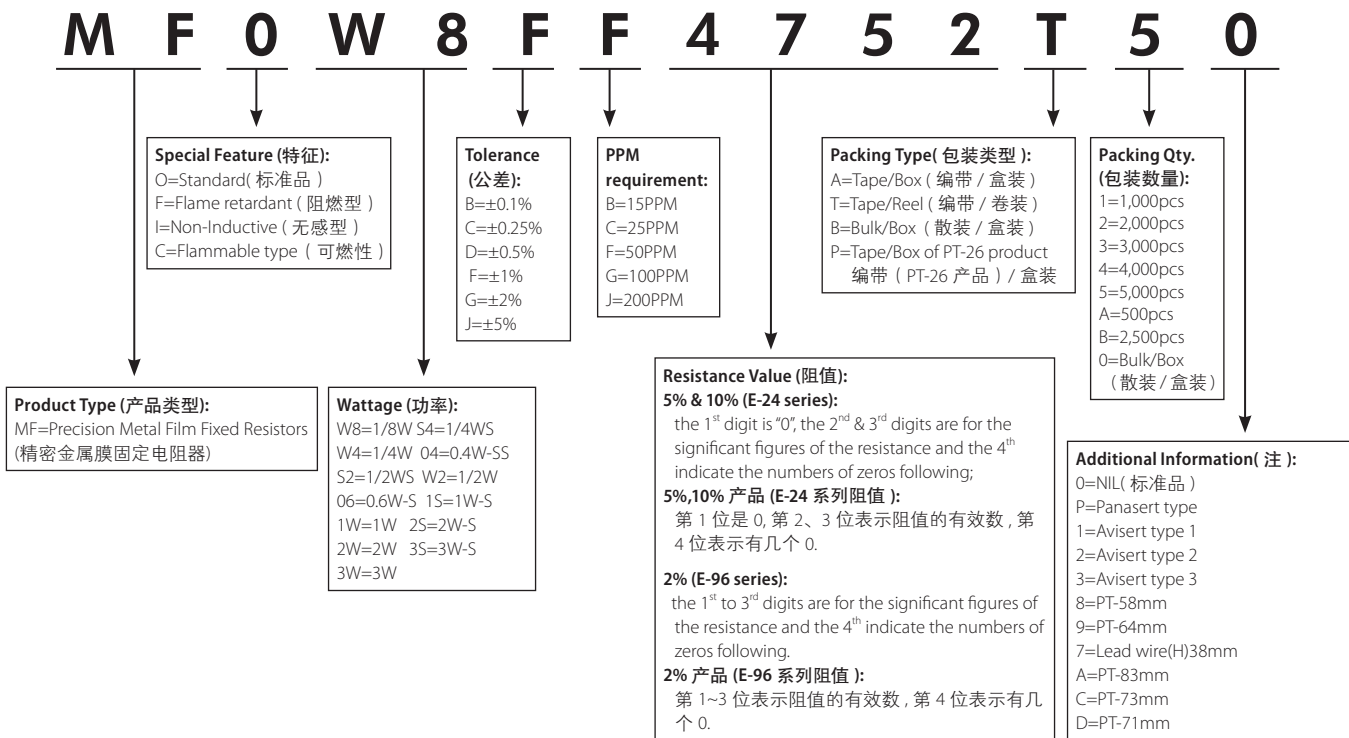 M F 0 W 8 F F 4 7 5 2 T 5 0
Special Feature (特征):
O=Standard( 标准品 )
F=Flame retardant ( 阻燃型 )
I=Non-Inductive ( 无感型 )
C=Flammable type ( 可燃性 )
Tolerance
(公差):
B=±0.1%
C=±0.25%
D=±0.5%
F=±1%
G=±2%
J=±5%
PPM
requirement:
B=15PPM
C=25PPM
F=50PPM
G=100PPM
J=200PPM
Packing Type( 包装类型 ):
A=Tape/Box ( 编带 / 盒装 )
T=Tape/Reel ( 编带 / 卷装 )
B=Bulk/Box ( 散装 / 盒装 )
P=Tape/Box of PT-26 product
编带 ( PT-26 产品 ) / 盒装
Packing Qty.
(包装数量):
1=1,000pcs
2=2,000pcs
3=3,000pcs
4=4,000pcs
5=5,000pcs
A=500pcs
B=2,500pcs
0=Bulk/Box
( 散装 / 盒装 )
Product Type (产品类型):
MF=Precision Metal Film Fixed Resistors
(精密金属膜固定电阻器)
Wattage (功率):
W8=1/8W S4=1/4WS
W4=1/4W 04=0.4W-SS
S2=1/2WS W2=1/2W
06=0.6W-S 1S=1W-S
1W=1W 2S=2W-S
2W=2W 3S=3W-S
3W=3W
Resistance Value (阻值):
5% & 10% (E-24 series):
the 1st digit is "0", the 2nd & 3rd digits are for the
significant figures of the resistance and the 4th
indicate the numbers of zeros following;
5%,10% 产品 (E-24 系列阻值 ):
第 1 位是 0, 第 2、3 位表示阻值的有效数 , 第
4 位表示有几个 0.
2% (E-96 series):
the 1st to 3rd digits are for the significant figures of
the resistance and the 4th indicate the numbers of
zeros following.
2% 产品 (E-96 系列阻值 ):
第 1~3 位表示阻值的有效数 , 第 4 位表示有几
个 0.
Additional Information( 注 ):
0=NIL( 标准品 )
P=Panasert type
1=Avisert type 1
2=Avisert type 2
3=Avisert type 3
8=PT-58mm
9=PT-64mm
7=Lead wire(H)38mm
A=PT-83mm
C=PT-73mm
D=PT-71mm